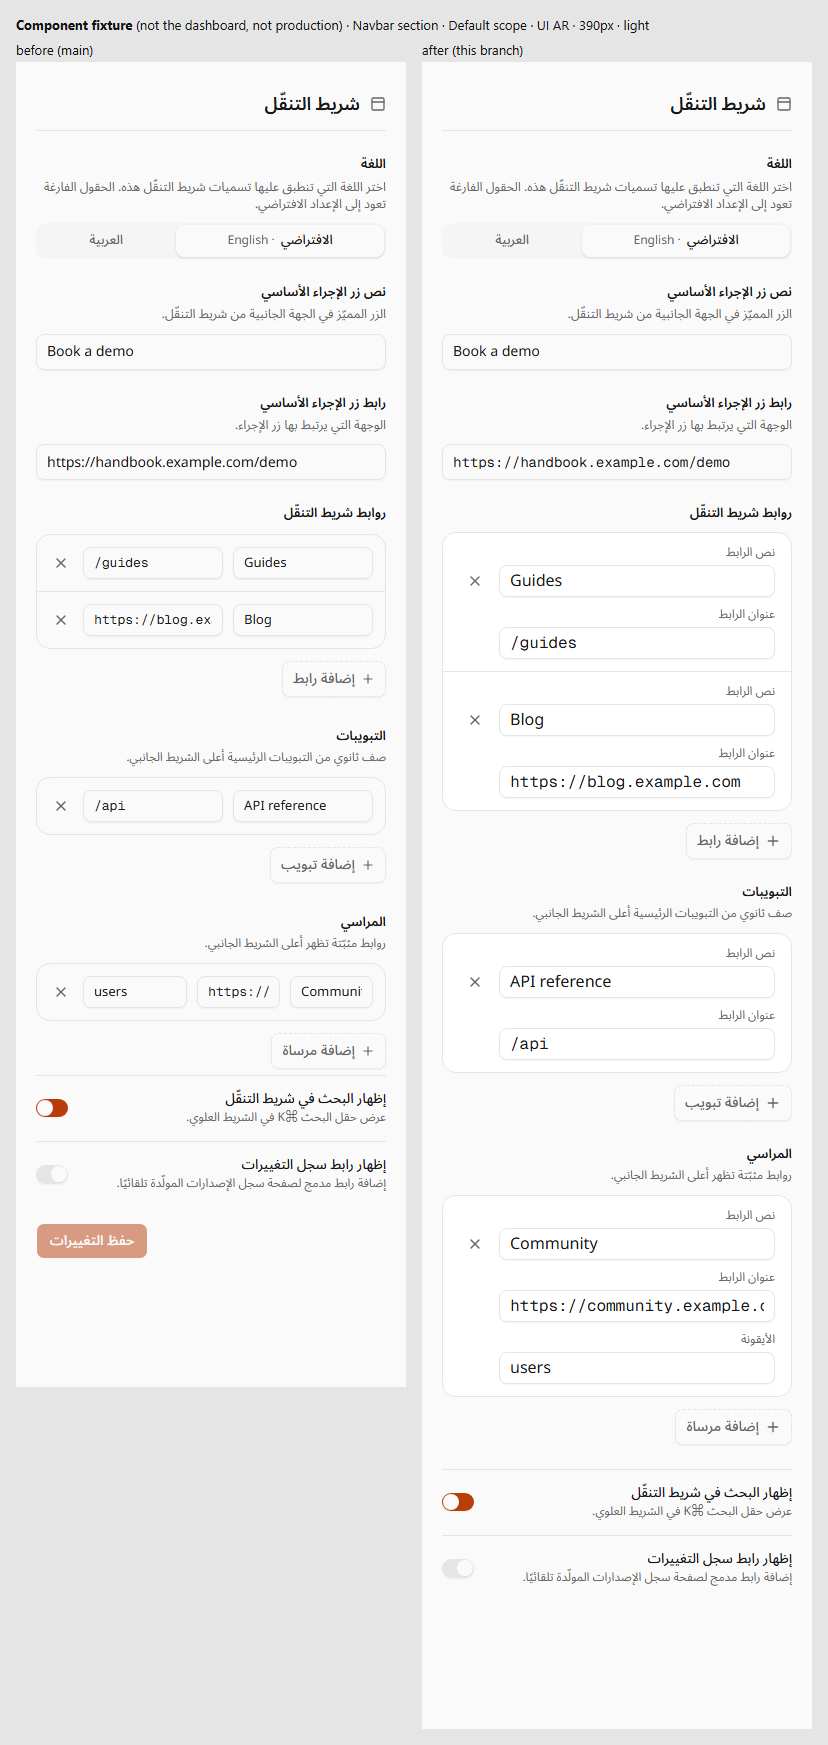 Component fixture (not the dashboard, not production) · Navbar section · Default scope · UI AR · 390px · light
before (main)
شريط التنقّل
اللغة
اختر اللغة التي تنطبق عليها تسميات شريط التنقّل هذه. الحقول الفارغة
تعود إلى الإعداد الافتراضي.
الافتراضي · English
العربية
نص زر الإجراء الأساسي
الزر المميّز في الجهة الجانبية من شريط التنقّل.
Book a demo
رابط زر الإجراء الأساسي
الوجهة التي يرتبط بها زر الإجراء.
https://handbook.example.com/demo
روابط شريط التنقّل
Guides
/guides
Blog
https://blog.ex
إضافة رابط
التبويبات
صف ثانوي من التبويبات الرئيسية أعلى الشريط الجانبي.
API reference
/api
إضافة تبويب
المراسي
روابط مثبّتة تظهر أعلى الشريط الجانبي.
Communi
https://
users
إضافة مرساة
إظهار البحث في شريط التنقّل
عرض حقل البحث ⌘K في الشريط العلوي.
إظهار رابط سجل التغييرات
إضافة رابط مدمج لصفحة سجل الإصدارات المولّدة تلقائيًا.
حفظ التغييرات
after (this branch)
شريط التنقّل
اللغة
اختر اللغة التي تنطبق عليها تسميات شريط التنقّل هذه. الحقول الفارغة
تعود إلى الإعداد الافتراضي.
الافتراضي · English
العربية
نص زر الإجراء الأساسي
الزر المميّز في الجهة الجانبية من شريط التنقّل.
Book a demo
رابط زر الإجراء الأساسي
الوجهة التي يرتبط بها زر الإجراء.
https://handbook.example.com/demo
روابط شريط التنقّل
نص الرابط
Guides
عنوان الرابط
/guides
نص الرابط
Blog
عنوان الرابط
https://blog.example.com
إضافة رابط
التبويبات
صف ثانوي من التبويبات الرئيسية أعلى الشريط الجانبي.
نص الرابط
API reference
عنوان الرابط
/api
إضافة تبويب
المراسي
روابط مثبّتة تظهر أعلى الشريط الجانبي.
نص الرابط
Community
عنوان الرابط
https://community.example.c
الأيقونة
users
إضافة مرساة
إظهار البحث في شريط التنقّل
عرض حقل البحث ⌘K في الشريط العلوي.
إظهار رابط سجل التغييرات
إضافة رابط مدمج لصفحة سجل الإصدارات المولّدة تلقائيًا.